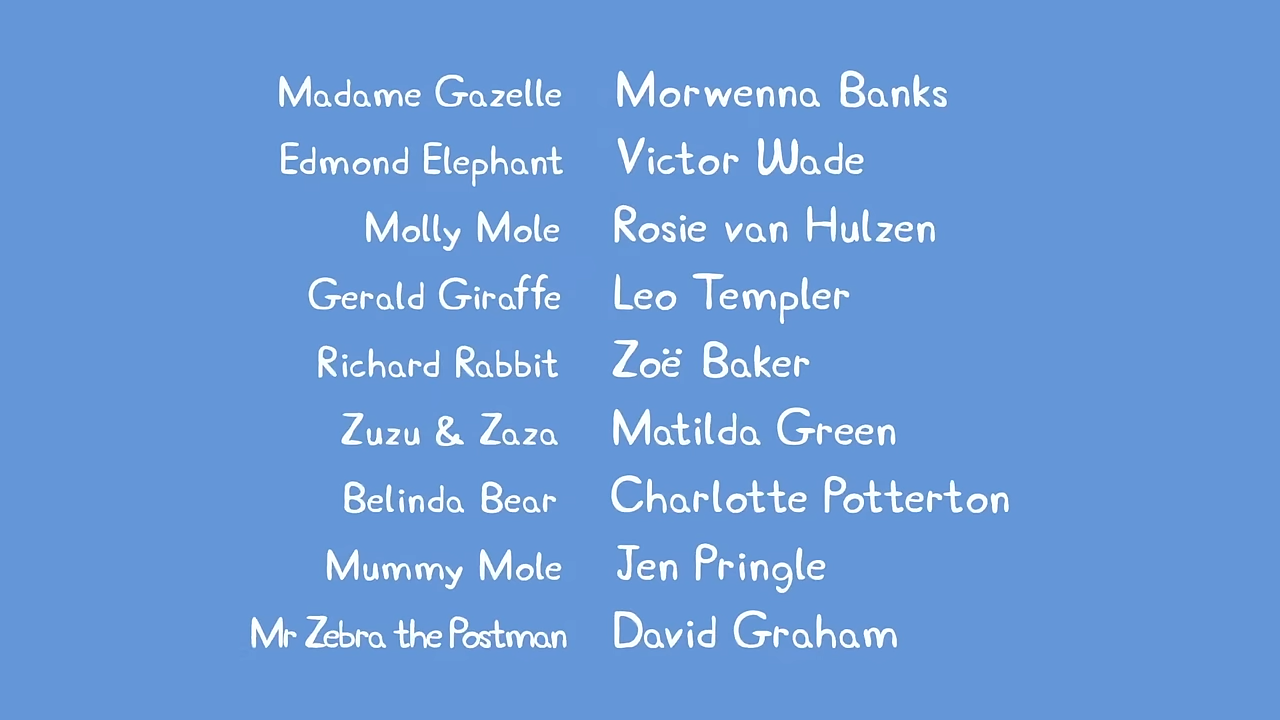 Madame Gazelle Morwenna Banks
Edmond Elephant Victor Wade
Molly Mole Rosie van Hulzen
Gerald Giraffe Leo Templer
Richard Rabbit Zoë Baker
Zuzu & Zaza Matilda Green
Belinda Bear Charlotte Potterton
Mummy Mole Jen Pringle
Mr Zebra the Postman David Graham